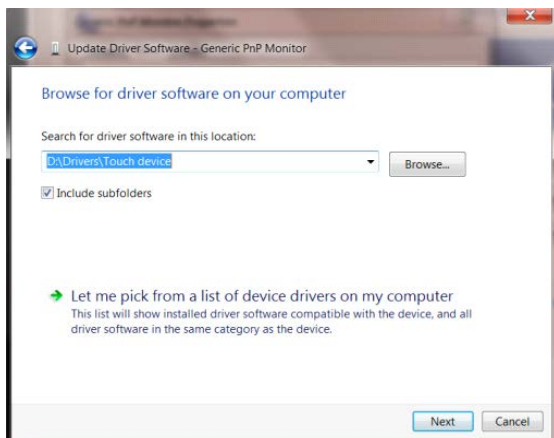 Update Driver Software - Generic PnP Monitor
Browse for driver software on your computer
Search for driver software in this location:
D:\Drivers\Touch device
Browse...
Include subfolders
Let me pick from a list of device drivers on my computer
This list will show installed driver software compatible with the device, and all
driver software in the same category as the device.
Next
Cancel